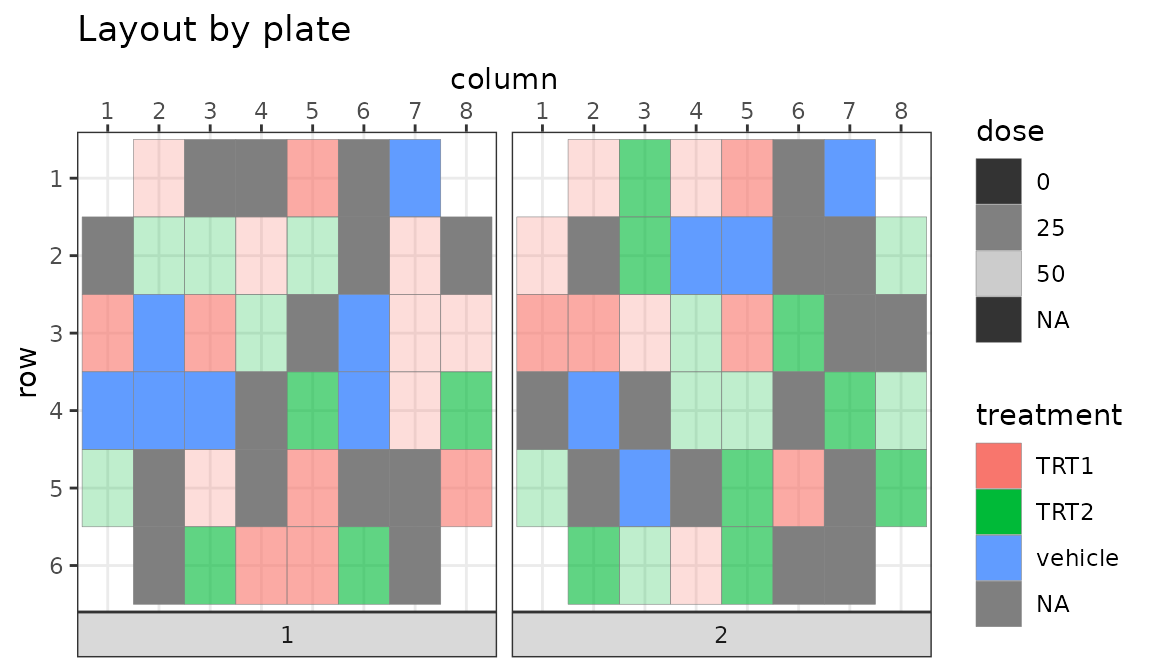 Layout by plate
column
1 2 3 4 5 6 7 8 1 2 3 4 5 6 7 8
row
1
2
3
4
5
6
1 2
dose
0
25
50
NA
treatment
TRT1
TRT2
vehicle
NA